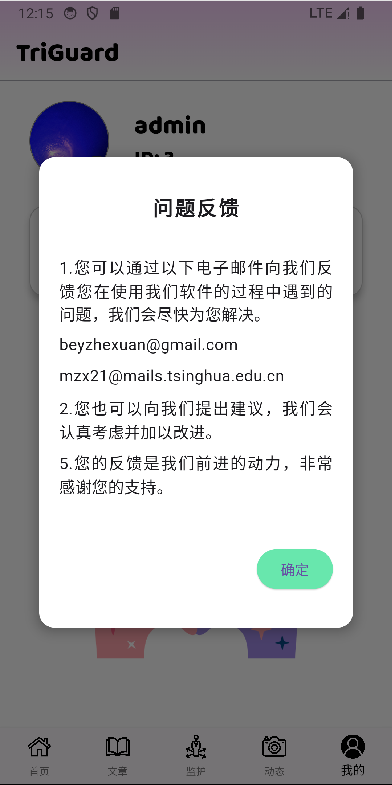 12:15
LTE
TriGuard
admin
ID: 2
问题反馈
1.您可以通过以下电子邮件向我们反
馈您在使用我们软件的过程中遇到的
问题，我们会尽快为您解决。
beyzhexuan@gmail.com
mzx21@mails.tsinghua.edu.cn
2.您也可以向我们提出建议，我们会
认真考虑并加以改进。
5.您的反馈是我们前进的动力，非常
感谢您的支持。
确定
首页
文章
监护
动态
我的